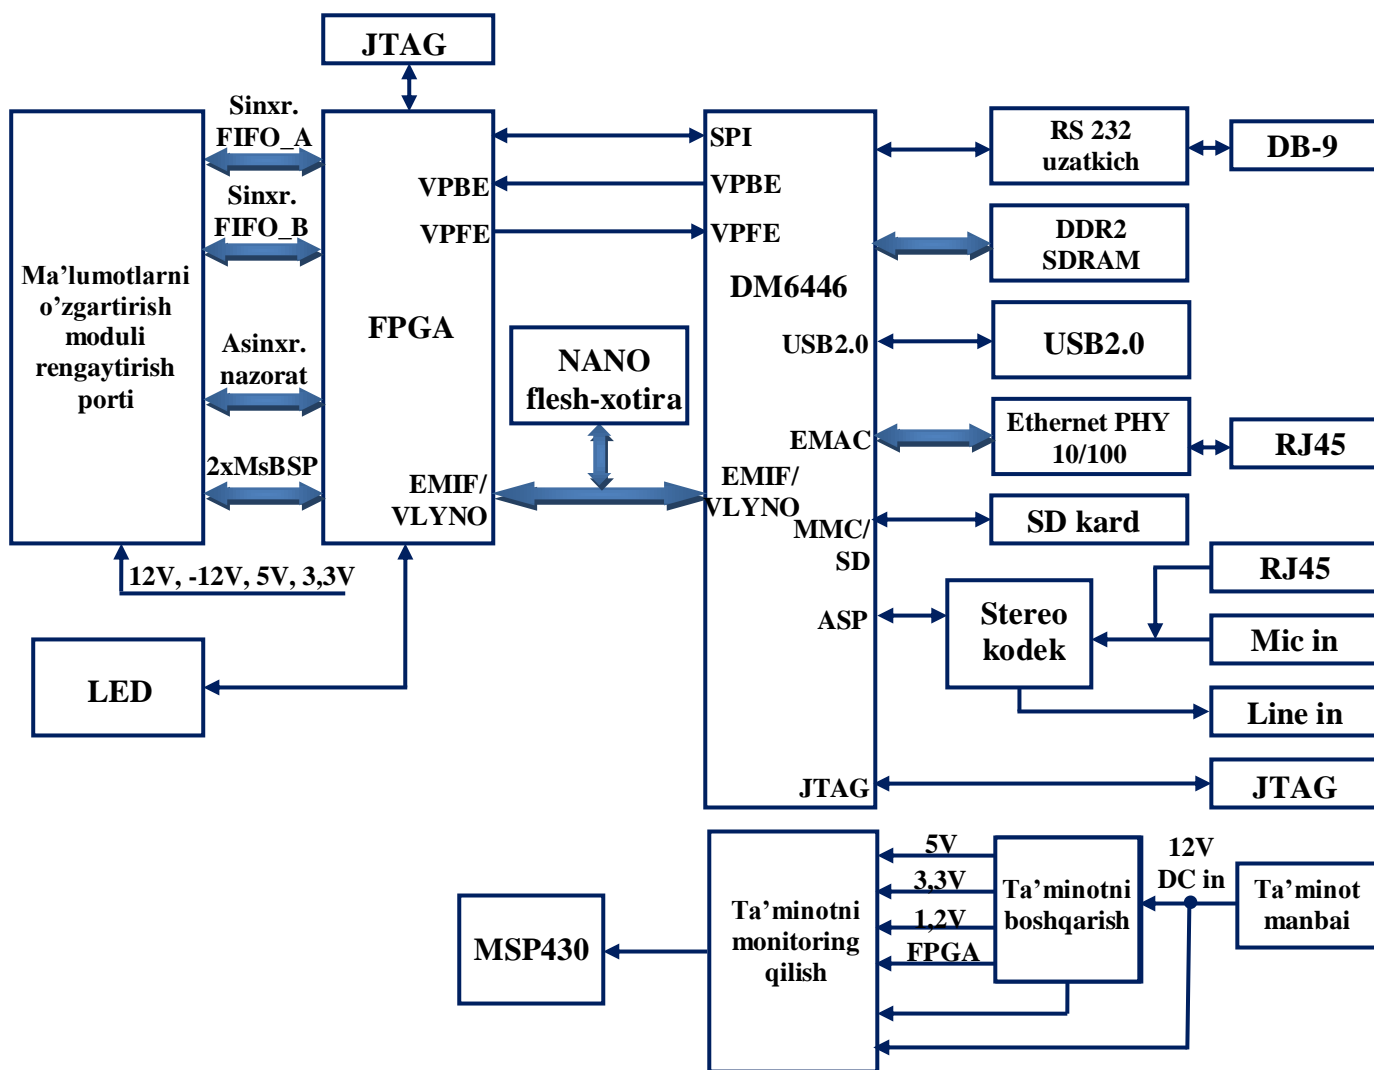 JTAG
Sinxr.
FIFO_A
Sinxr.
FIFO_B
Ma’lumotlarni
o’zgartirish
moduli
rengaytirish
porti
Asinxr.
nazorat
2xMsBSP
12V, -12V, 5V, 3,3V
LED
VPBE
VPFE
FPGA
EMIF/
VLYNO
NANO
flesh-xotira
SPI
VPBE
VPFE
DM6446
USB2.0
EMAC
EMIF/
VLYNO
MMC/
SD
ASP
JTAG
RS 232
uzatkich
DB-9
DDR2
SDRAM
USB2.0
Ethernet PHY
10/100
RJ45
SD kard
RJ45
Stereo
kodek
Mic in
Line in
JTAG
MSP430
Ta’minotni
monitoring
qilish
5V
3,3V
1,2V
FPGA
Ta’minotni
boshqarish
12V
DC in
Ta’minot
manbai